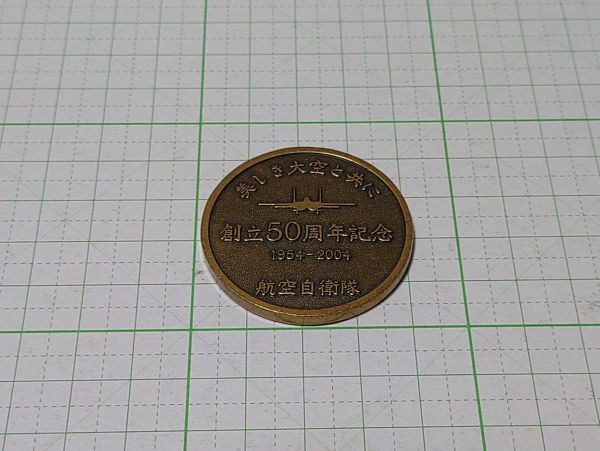 美しき大空と共に
創立50周年記念
1954-2004
航空自衛隊